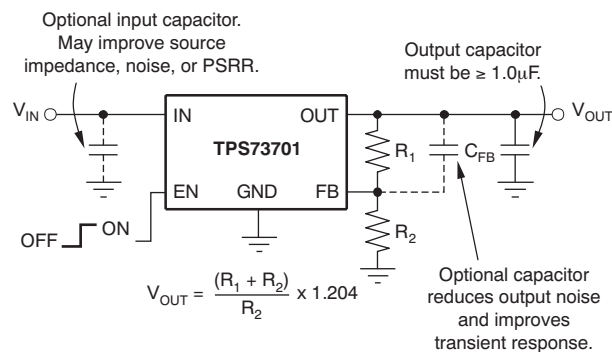 Optional input capacitor.
May improve source
impedance, noise, or PSRR.
Output capacitor
must be ≥ 1.0μF.
V_IN
IN
OUT
V_OUT
TPS73701
R_1
C_FB
EN
GND
FB
OFF
ON
R_2
V_OUT = (R_1 + R_2) / R_2 x 1.204
Optional capacitor
reduces output noise
and improves
transient response.